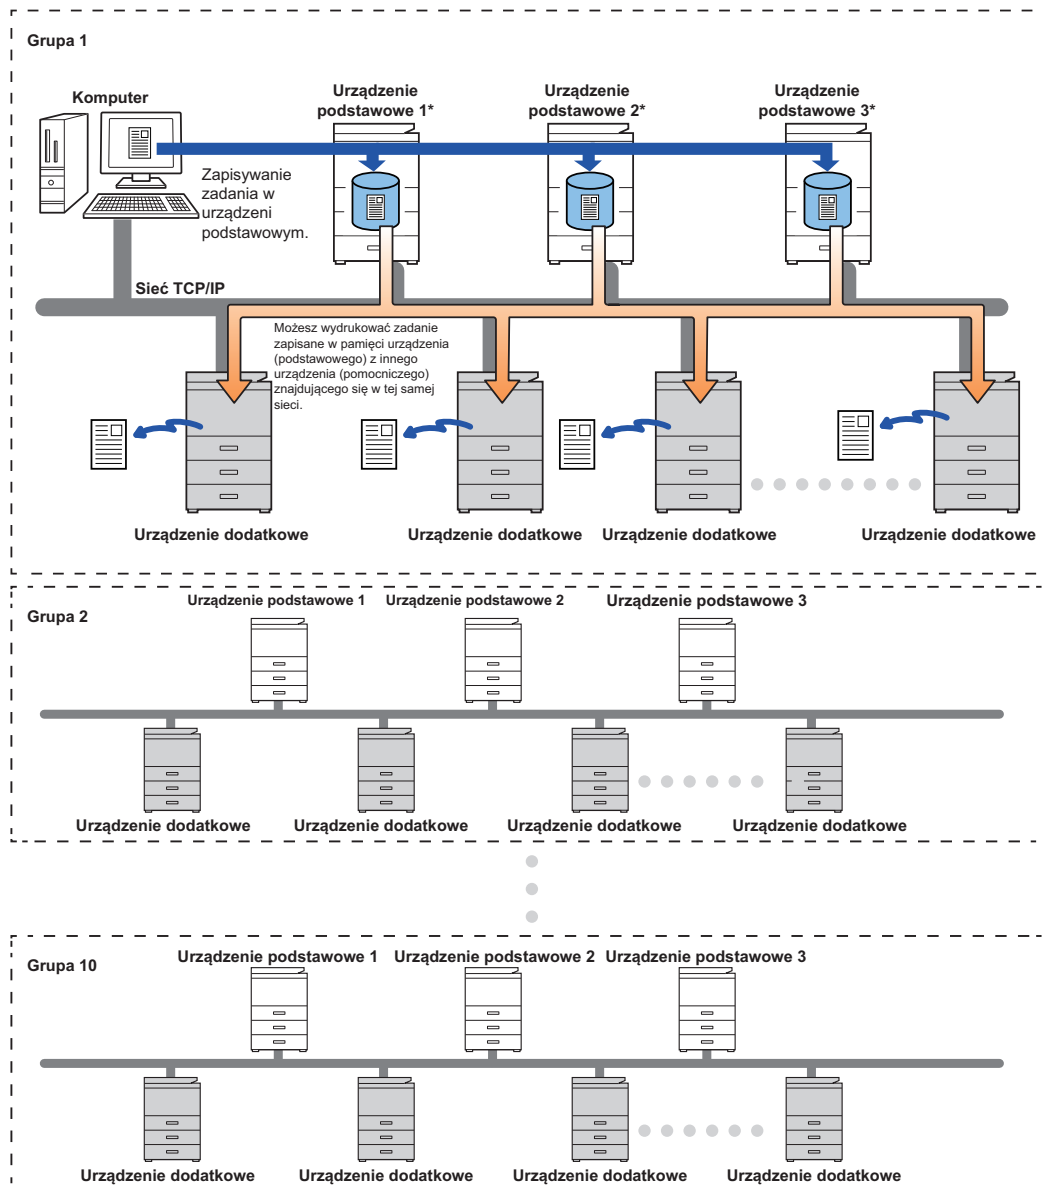 Grupa 1
Komputer
Urządzenie
podstawowe 1*
Urządzenie
podstawowe 2*
Urządzenie
podstawowe 3*
Zapisywanie
zadania w
urządzeni
podstawowym.
Sieć TCP/IP
Możesz wydrukować zadanie
zapisane w pamięci urządzenia
(podstawowego) z innego
urządzenia (pomocniczego)
znajdującego się w tej samej
sieci.
Urządzenie dodatkowe
Urządzenie dodatkowe
Urządzenie dodatkowe
Urządzenie dodatkowe
Grupa 2
Urządzenie podstawowe 1
Urządzenie podstawowe 2
Urządzenie podstawowe 3
Urządzenie dodatkowe
Urządzenie dodatkowe
Urządzenie dodatkowe
Urządzenie dodatkowe
Grupa 10
Urządzenie podstawowe 1
Urządzenie podstawowe 2
Urządzenie podstawowe 3
Urządzenie dodatkowe
Urządzenie dodatkowe
Urządzenie dodatkowe
Urządzenie dodatkowe